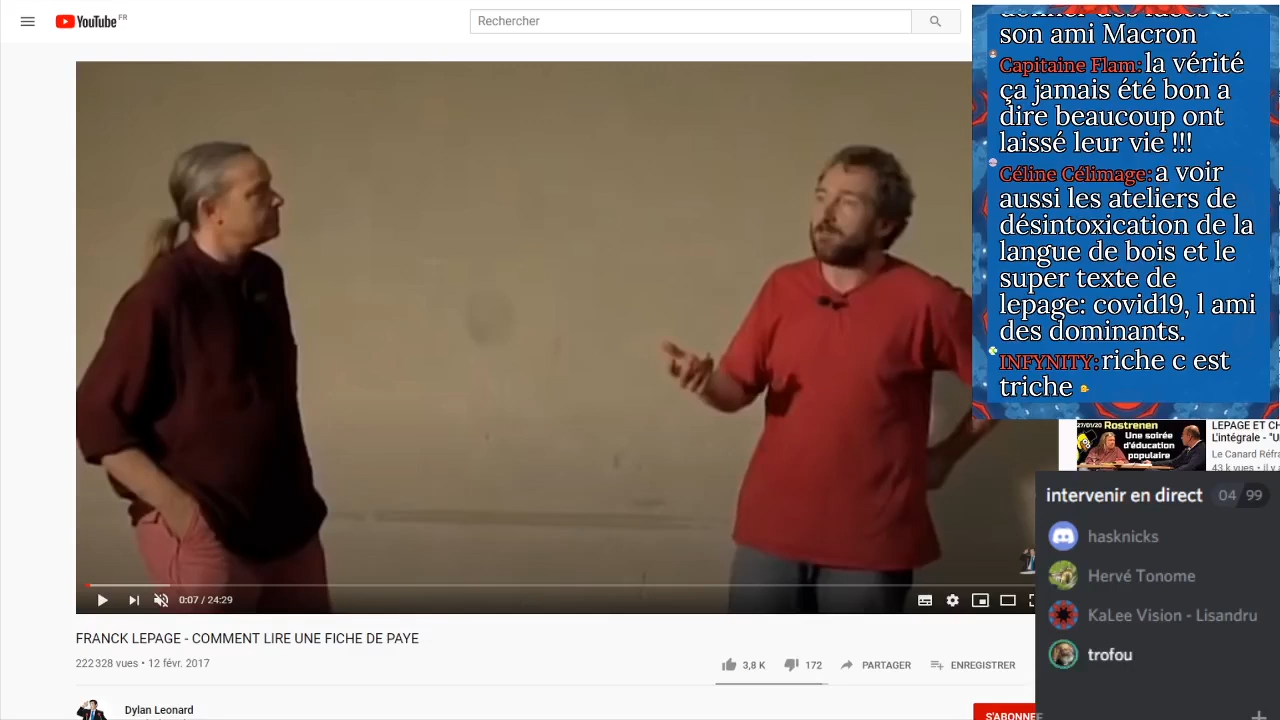 YouTube FR
Rechercher
son ami Macron
Capitaine Flam: la vérité
ça jamais été bon a
dire beaucoup ont
laissé leur vie !!!
Céline Célimage: a voir
aussi les ateliers de
désintoxication de la
langue de bois et le
super texte de
lepage: covid19, l ami
des dominants.
INFYNITY: riche c est
triche
27/01/20 Rostrenen
Une soirée
d'éducation
populaire
LEPAGE ET CH
L'intégrale - "U
Le Canard Réfra
43 k vues • il y a
intervenir en direct 04 99
hasknicks
Hervé Tonome
KaLee Vision - Lisandru
trofou
0:07 / 24:29
FRANCK LEPAGE - COMMENT LIRE UNE FICHE DE PAYE
222 328 vues • 12 févr. 2017
3,8 K 172 PARTAGER ENREGISTRER
Dylan Leonard
S'ABONNE